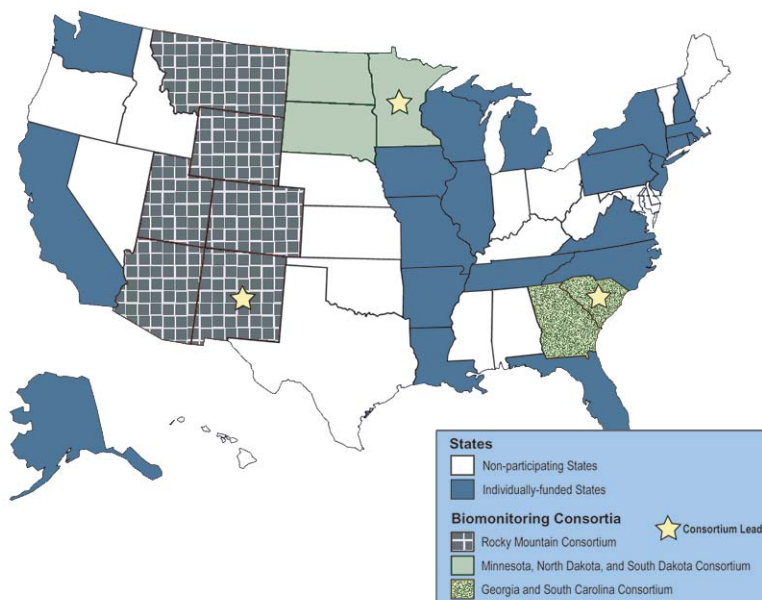 States
Non-participating States
Individually-funded States
Biomonitoring Consortia
Consortium Lead
Rocky Mountain Consortium
Minnesota, North Dakota, and South Dakota Consortium
Georgia and South Carolina Consortium